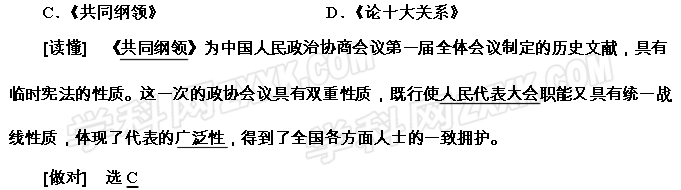 C．《共同纲领》 D．《论十大关系》
[读懂] 《共同纲领》为中国人民政治协商会议第一届全体会议制定的历史文献，具有
临时宪法的性质。这一次的政协会议具有双重性质，既行使人民代表大会职能又具有统一战
线性质，体现了代表的广泛性，得到了全国各方面人士的一致拥护。
[做对] 选 C